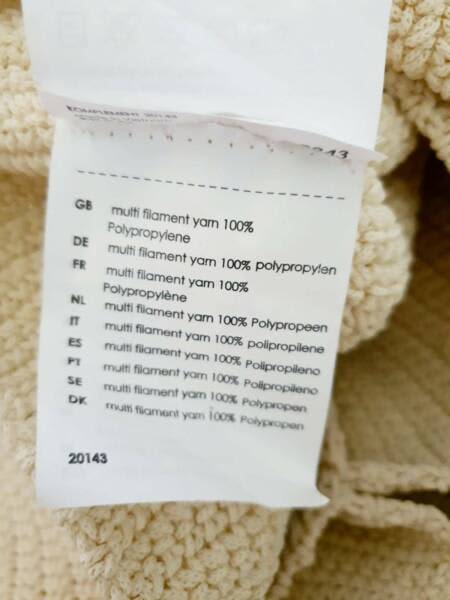 KOMPLEMENT 20143
GB multi filament yarn 100%
Polypropylene
DE multi filament yarn 100% polypropylen
FR multi filament yarn 100%
Polypropylène
NL multi filament yarn 100% Polypropeen
IT multi filament yarn 100% polipropilene
ES multi filament yarn 100% Polipropileno
PT multi filament yarn 100% Polipropileno
SE multi filament yarn 100% Polypropen
DK multi filament yarn 100% Polypropen
20143